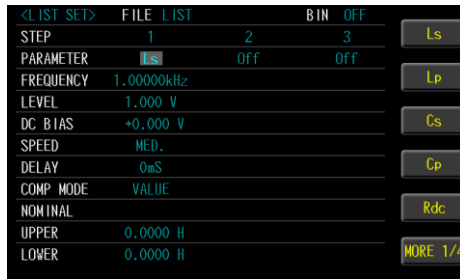 <LIST SET> FILE LIST BIN OFF
STEP 1 2 3
PARAMETER Ls Off Off
FREQUENCY 1.00000kHz
LEVEL 1.000 V
DC BIAS +0.000 V
SPEED MED.
DELAY 0mS
COMP MODE VALUE
NOMINAL
UPPER 0.0000 H
LOWER 0.0000 H
Ls
Lp
Cs
Cp
Rdc
MORE 1/4